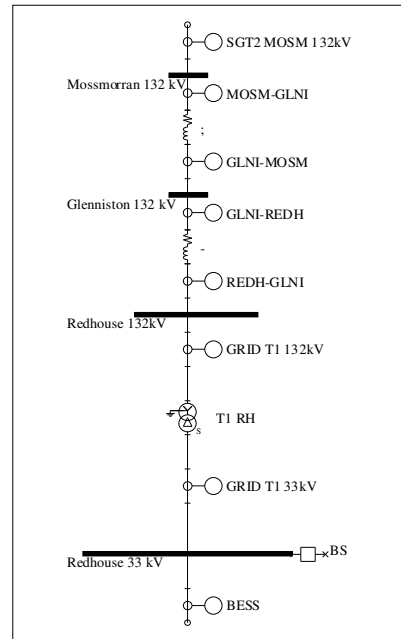 SGT2 MOSM 132kV
Mossmorran 132 kV
MOSM-GLNI
;
GLNI-MOSM
Glenniston 132 kV
GLNI-REDH
-
REDH-GLNI
Redhouse 132kV
GRID T1 132kV
T1 RH
s
GRID T1 33kV
BS
Redhouse 33 kV
BESS